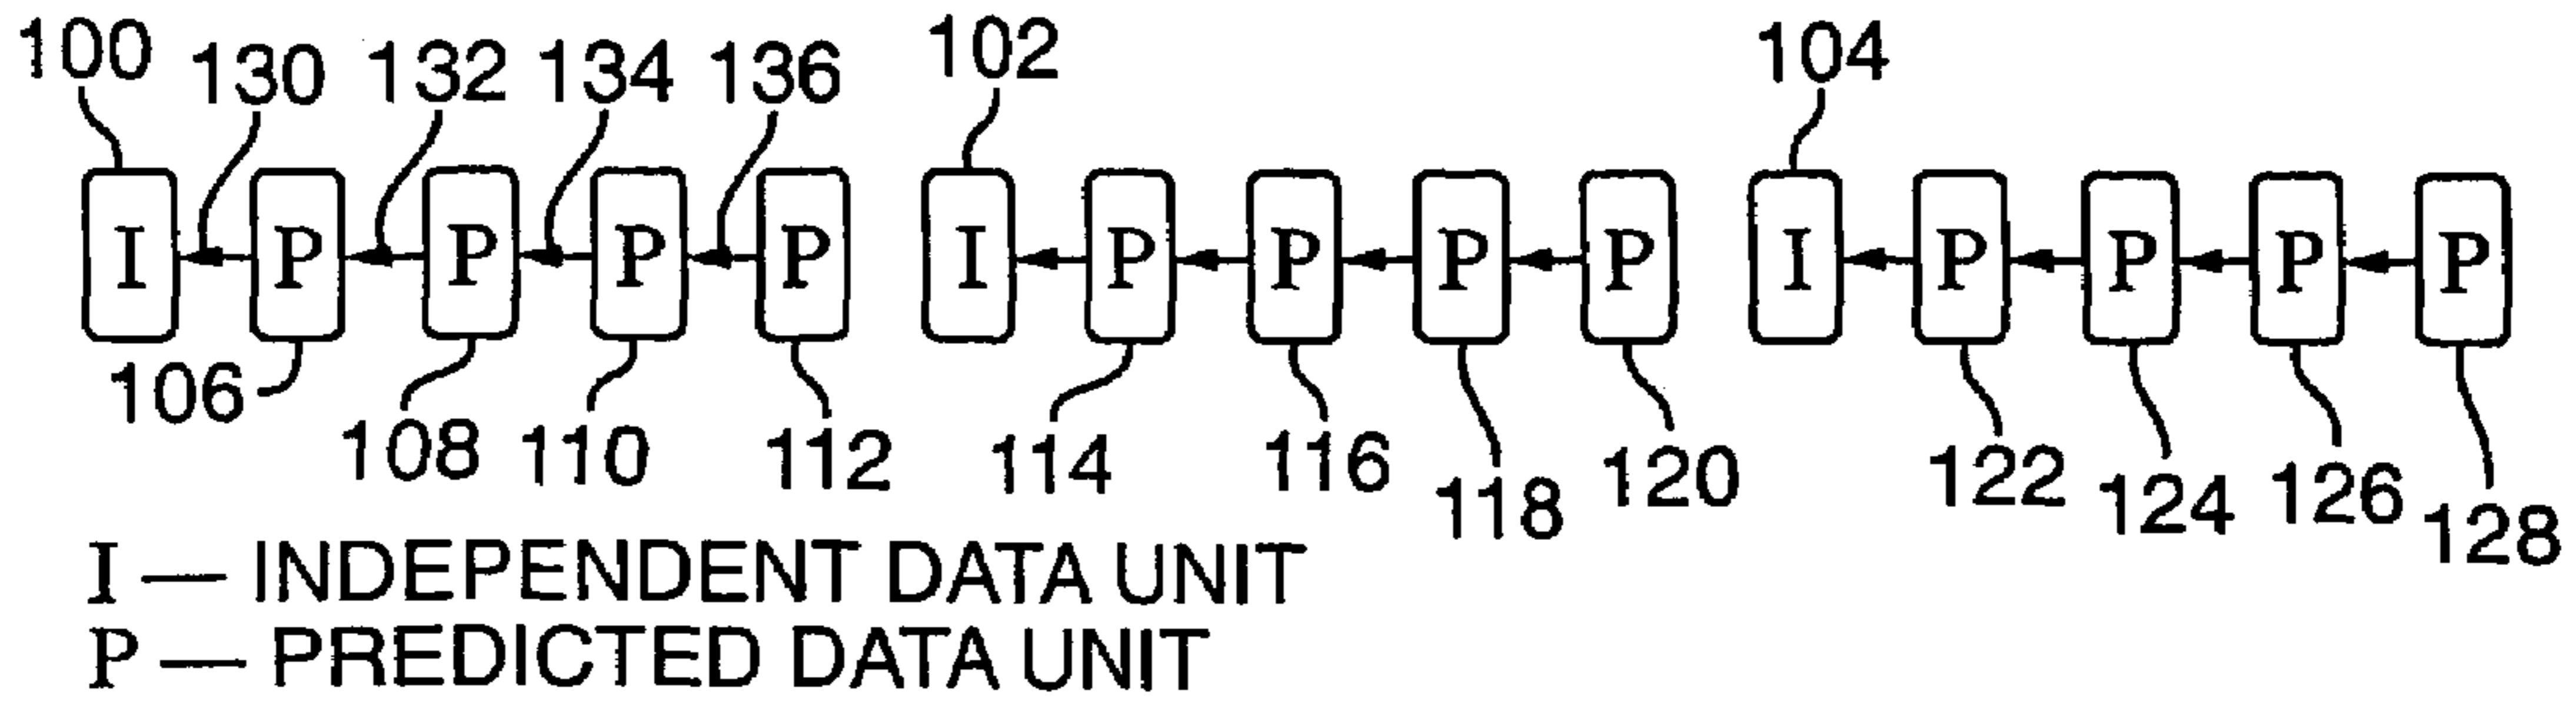 100 130 132 134 136 102 104
I P P P P I P P P P I P P P P
106 108 110 112 114 116 118 120 122 124 126 128
I — INDEPENDENT DATA UNIT
P — PREDICTED DATA UNIT